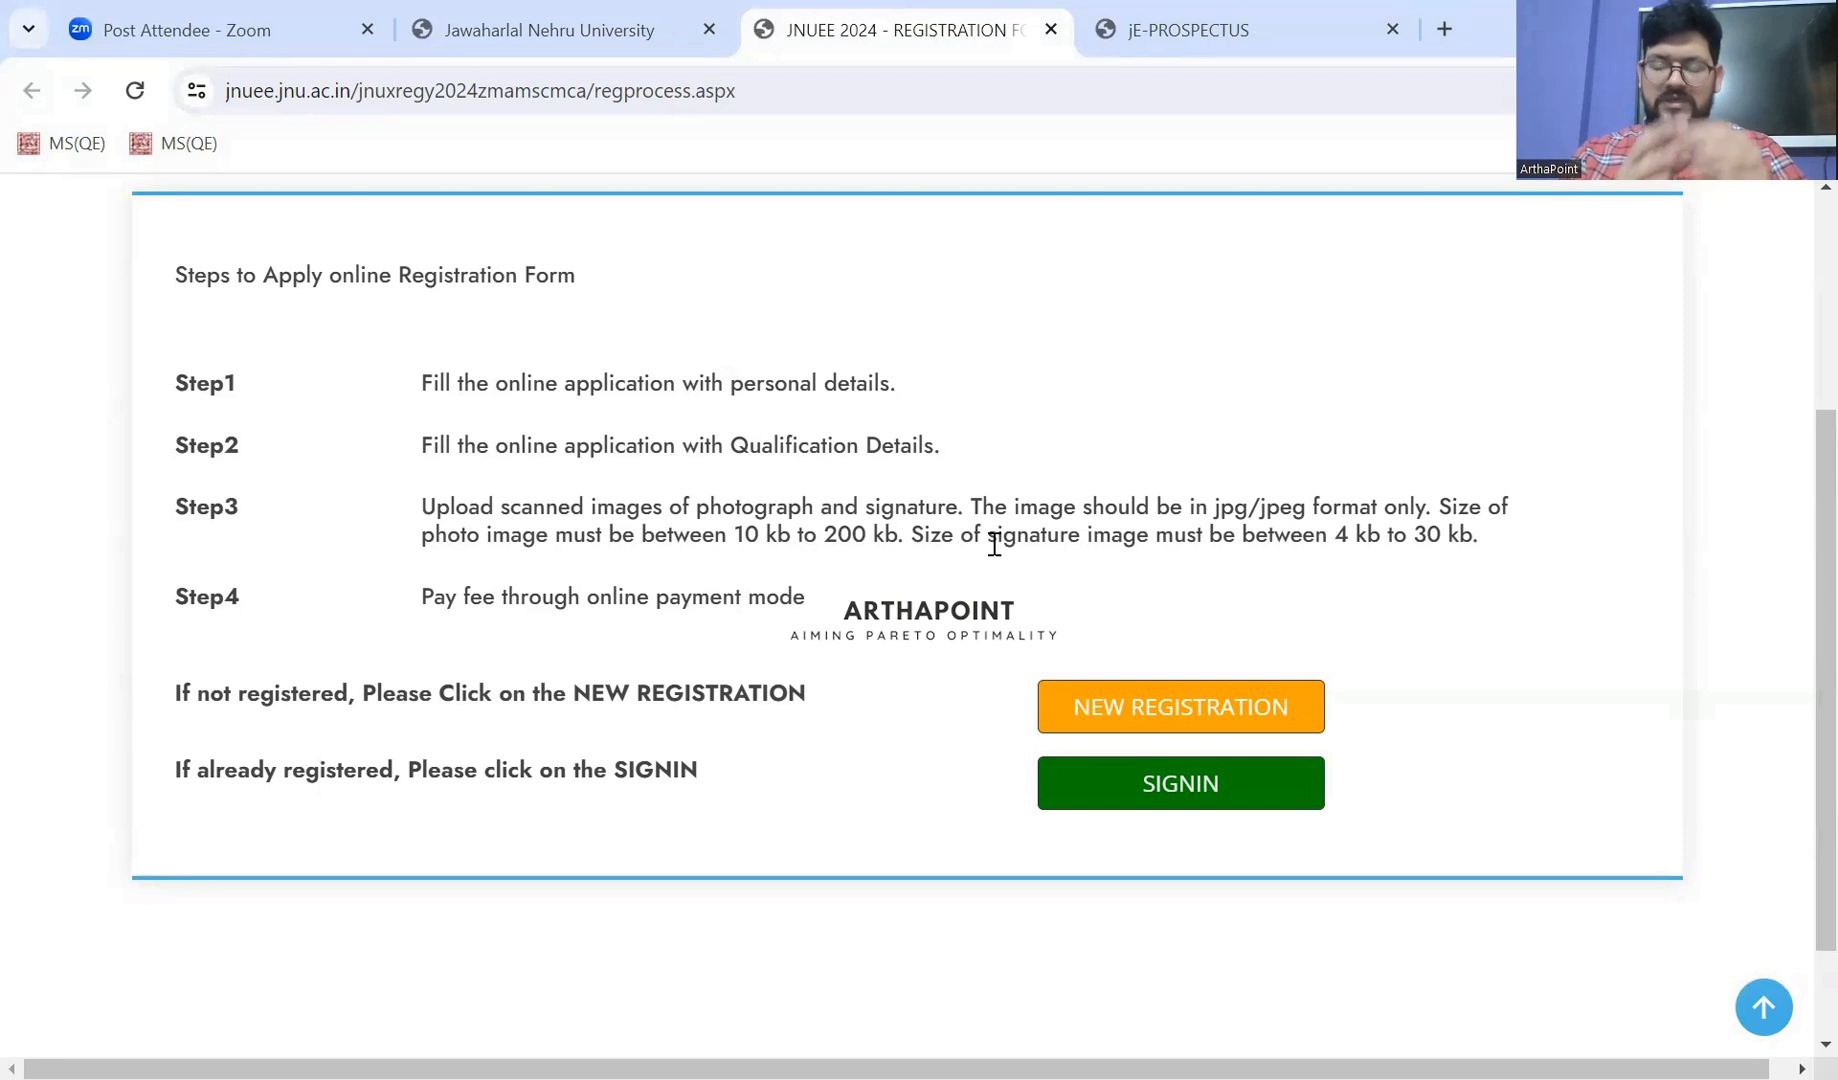 zm Post Attendee - Zoom
Jawaharlal Nehru University
JNUEE 2024 - REGISTRATION FO
jE-PROSPECTUS
jnuee.jnu.ac.in/jnuxregy2024zmamscmca/regprocess.aspx
MS(QE)
MS(QE)
ArthaPoint
Steps to Apply online Registration Form
Step1 Fill the online application with personal details.
Step2 Fill the online application with Qualification Details.
Step3 Upload scanned images of photograph and signature. The image should be in jpg/jpeg format only. Size of
photo image must be between 10 kb to 200 kb. Size of signature image must be between 4 kb to 30 kb.
Step4 Pay fee through online payment mode
ARTHAPOINT
AIMING PARETO OPTIMALITY
If not registered, Please Click on the NEW REGISTRATION
NEW REGISTRATION
If already registered, Please click on the SIGNIN
SIGNIN